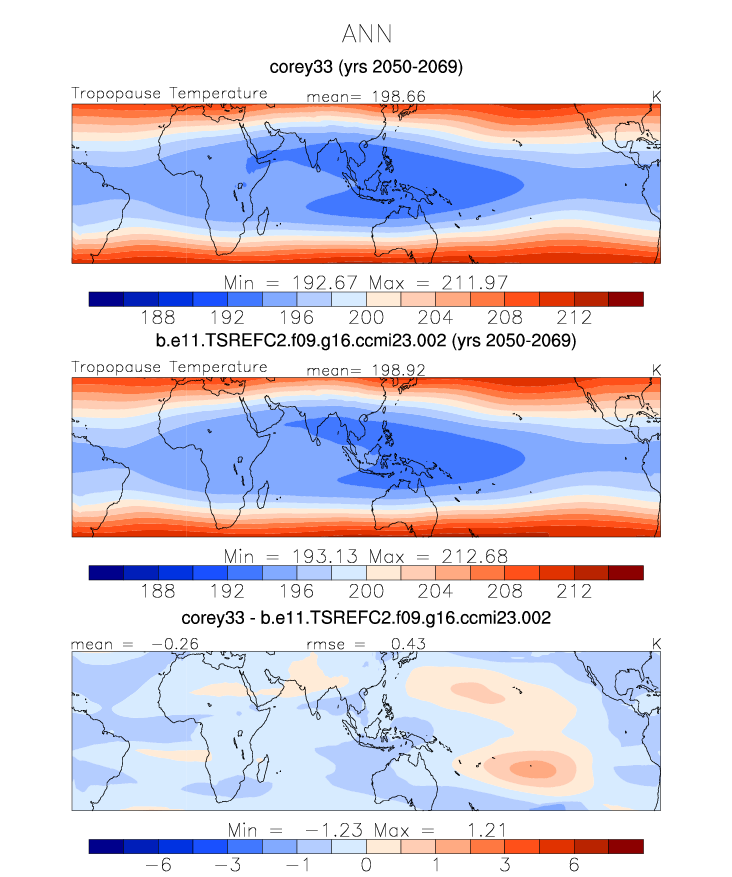 ANN
corey33 (yrs 2050-2069)
Tropopause Temperature mean= 198.66 K
Min = 192.67 Max = 211.97
188 192 196 200 204 208 212
b.e11.TSREFC2.f09.g16.ccmi23.002 (yrs 2050-2069)
Tropopause Temperature mean= 198.92 K
Min = 193.13 Max = 212.68
188 192 196 200 204 208 212
corey33 - b.e11.TSREFC2.f09.g16.ccmi23.002
mean = -0.26 rmse = 0.43 K
Min = -1.23 Max = 1.21
-6 -3 -1 0 1 3 6